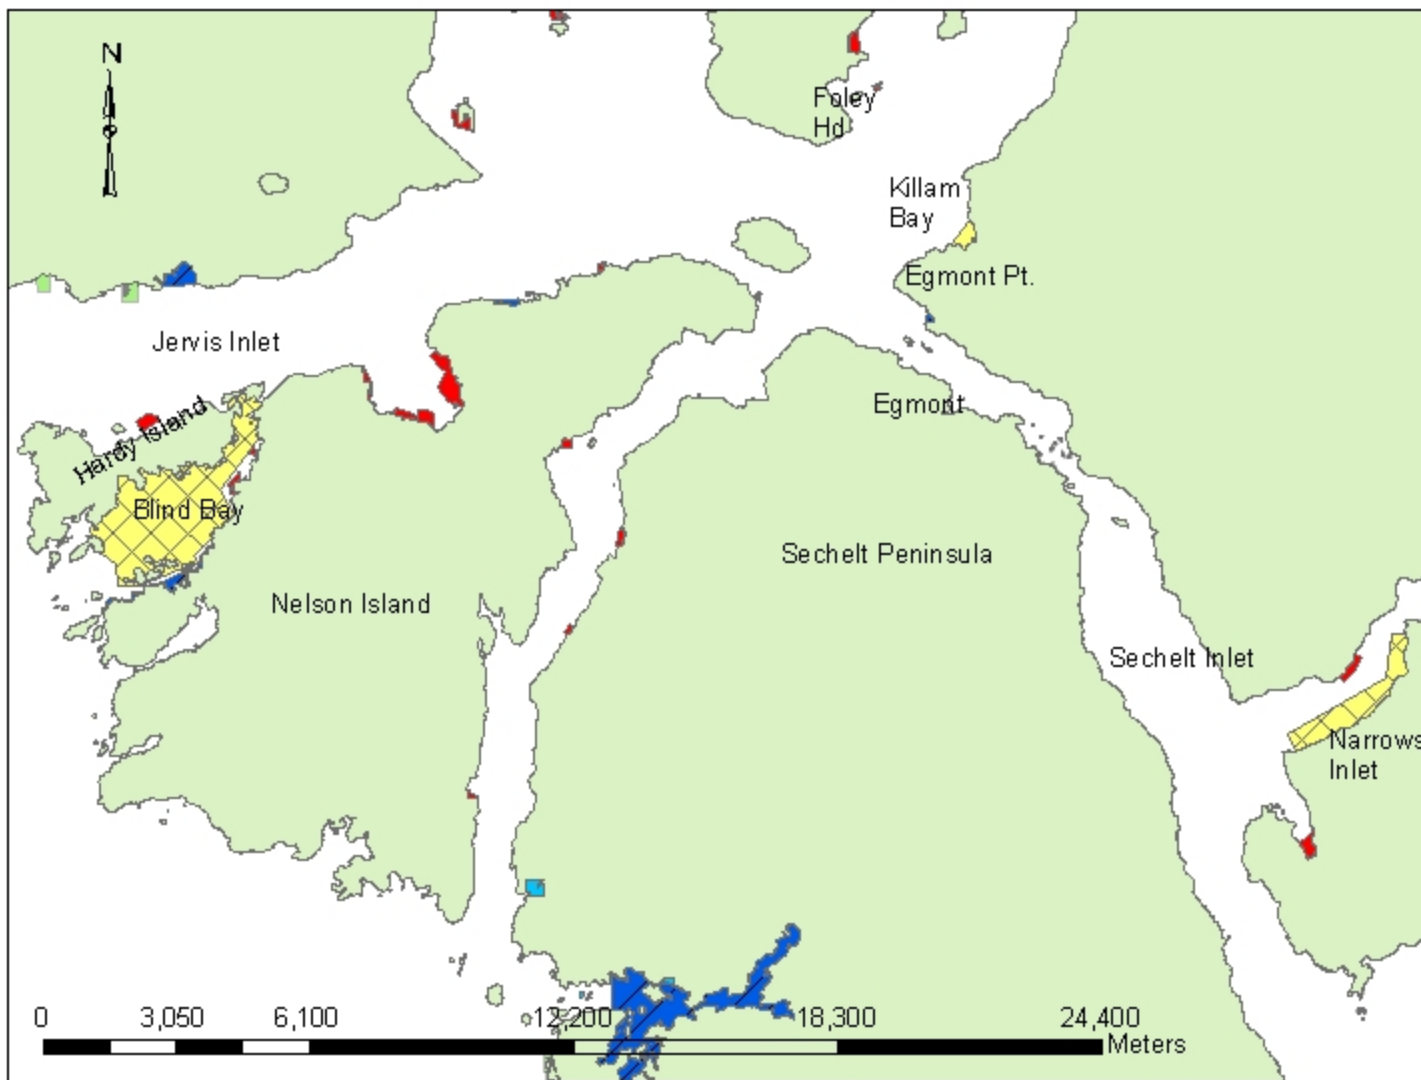 N
Foley
Hd
Killam
Bay
Egmont Pt.
Jervis Inlet
Egmont
Hardy Island
Blind Bay
Sechelt Peninsula
Nelson Island
Sechelt Inlet
Narrows
Inlet
0 3,050 6,100 12,200 18,300 24,400
Meters